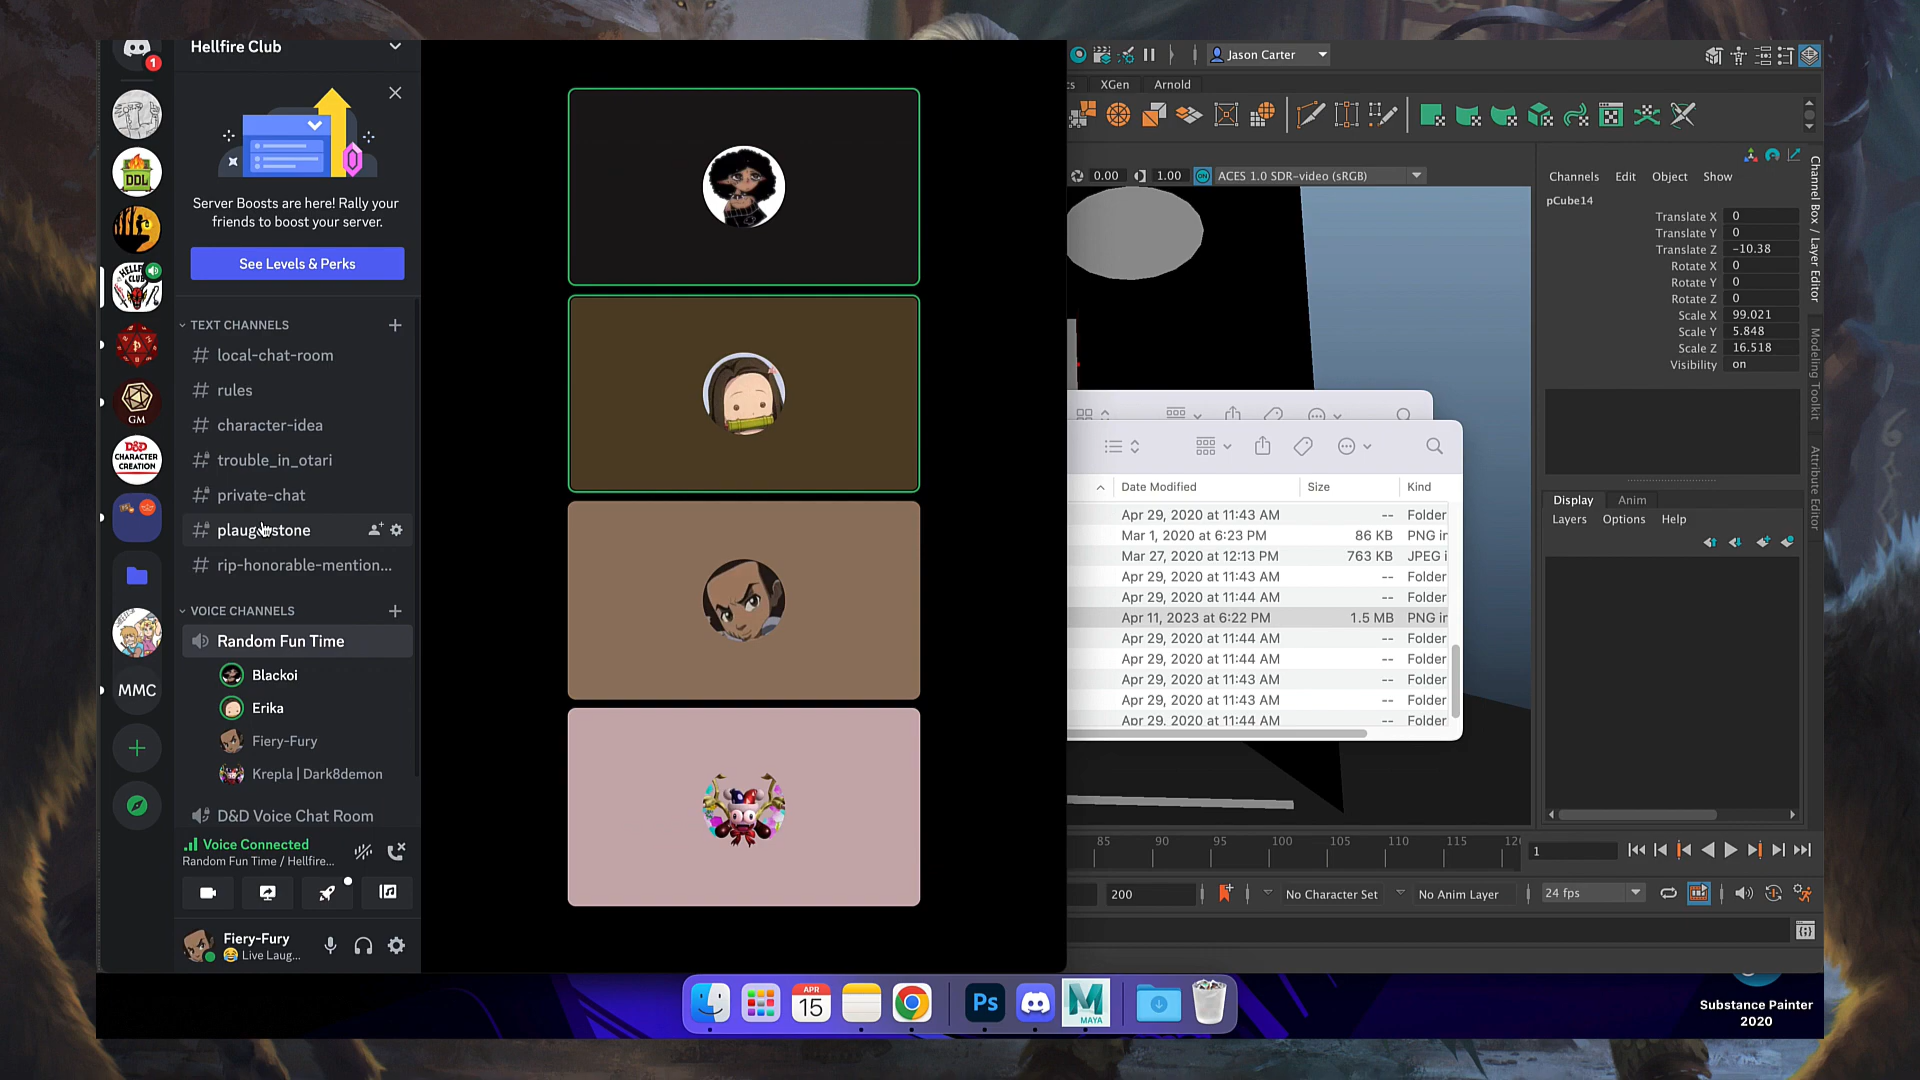 Hellfire Club
1
Server Boosts are here! Rally your
friends to boost your server.
See Levels & Perks
TEXT CHANNELS
local-chat-room
rules
character-idea
trouble_in_otari
private-chat
rip-honorable-mention...
VOICE CHANNELS
Random Fun Time
Blackoi
Erika
Fiery-Fury
Krepla | Dark8demon
D&D Voice Chat Room
Voice Connected
Random Fun Time / Hellfire...
Fiery-Fury
😂 Live Laug...
DDL
GM
D&D
CHARACTER
CREATION
MMC
Jason Carter
XGen
Arnold
0.00
1.00
ON
ACES 1.0 SDR-video (sRGB)
Channels
Edit
Object
Show
pCube14
Translate X 0
Translate Y 0
Translate Z -10.38
Rotate X 0
Rotate Y 0
Rotate Z 0
Scale X 99.021
Scale Y 5.848
Scale Z 16.518
Visibility on
Channel Box / Layer Editor
Modeling Toolkit
Attribute Editor
Date Modified
Size
Kind
Apr 29, 2020 at 11:43 AM -- Folder
Mar 1, 2020 at 6:23 PM 86 KB PNG
Mar 27, 2020 at 12:13 PM 763 KB JPEG
Apr 29, 2020 at 11:43 AM -- Folder
Apr 29, 2020 at 11:44 AM -- Folder
Apr 11, 2023 at 6:22 PM 1.5 MB PNG
Apr 29, 2020 at 11:44 AM -- Folder
Apr 29, 2020 at 11:44 AM -- Folder
Apr 29, 2020 at 11:43 AM -- Folder
Apr 29, 2020 at 11:43 AM -- Folder
Apr 29, 2020 at 11:44 AM -- Folder
Display
Anim
Layers
Options
Help
85 90 95 100 105 110 115
1
200
No Character Set
No Anim Layer
24 fps
APR
15
Ps
MAYA
Substance Painter
2020